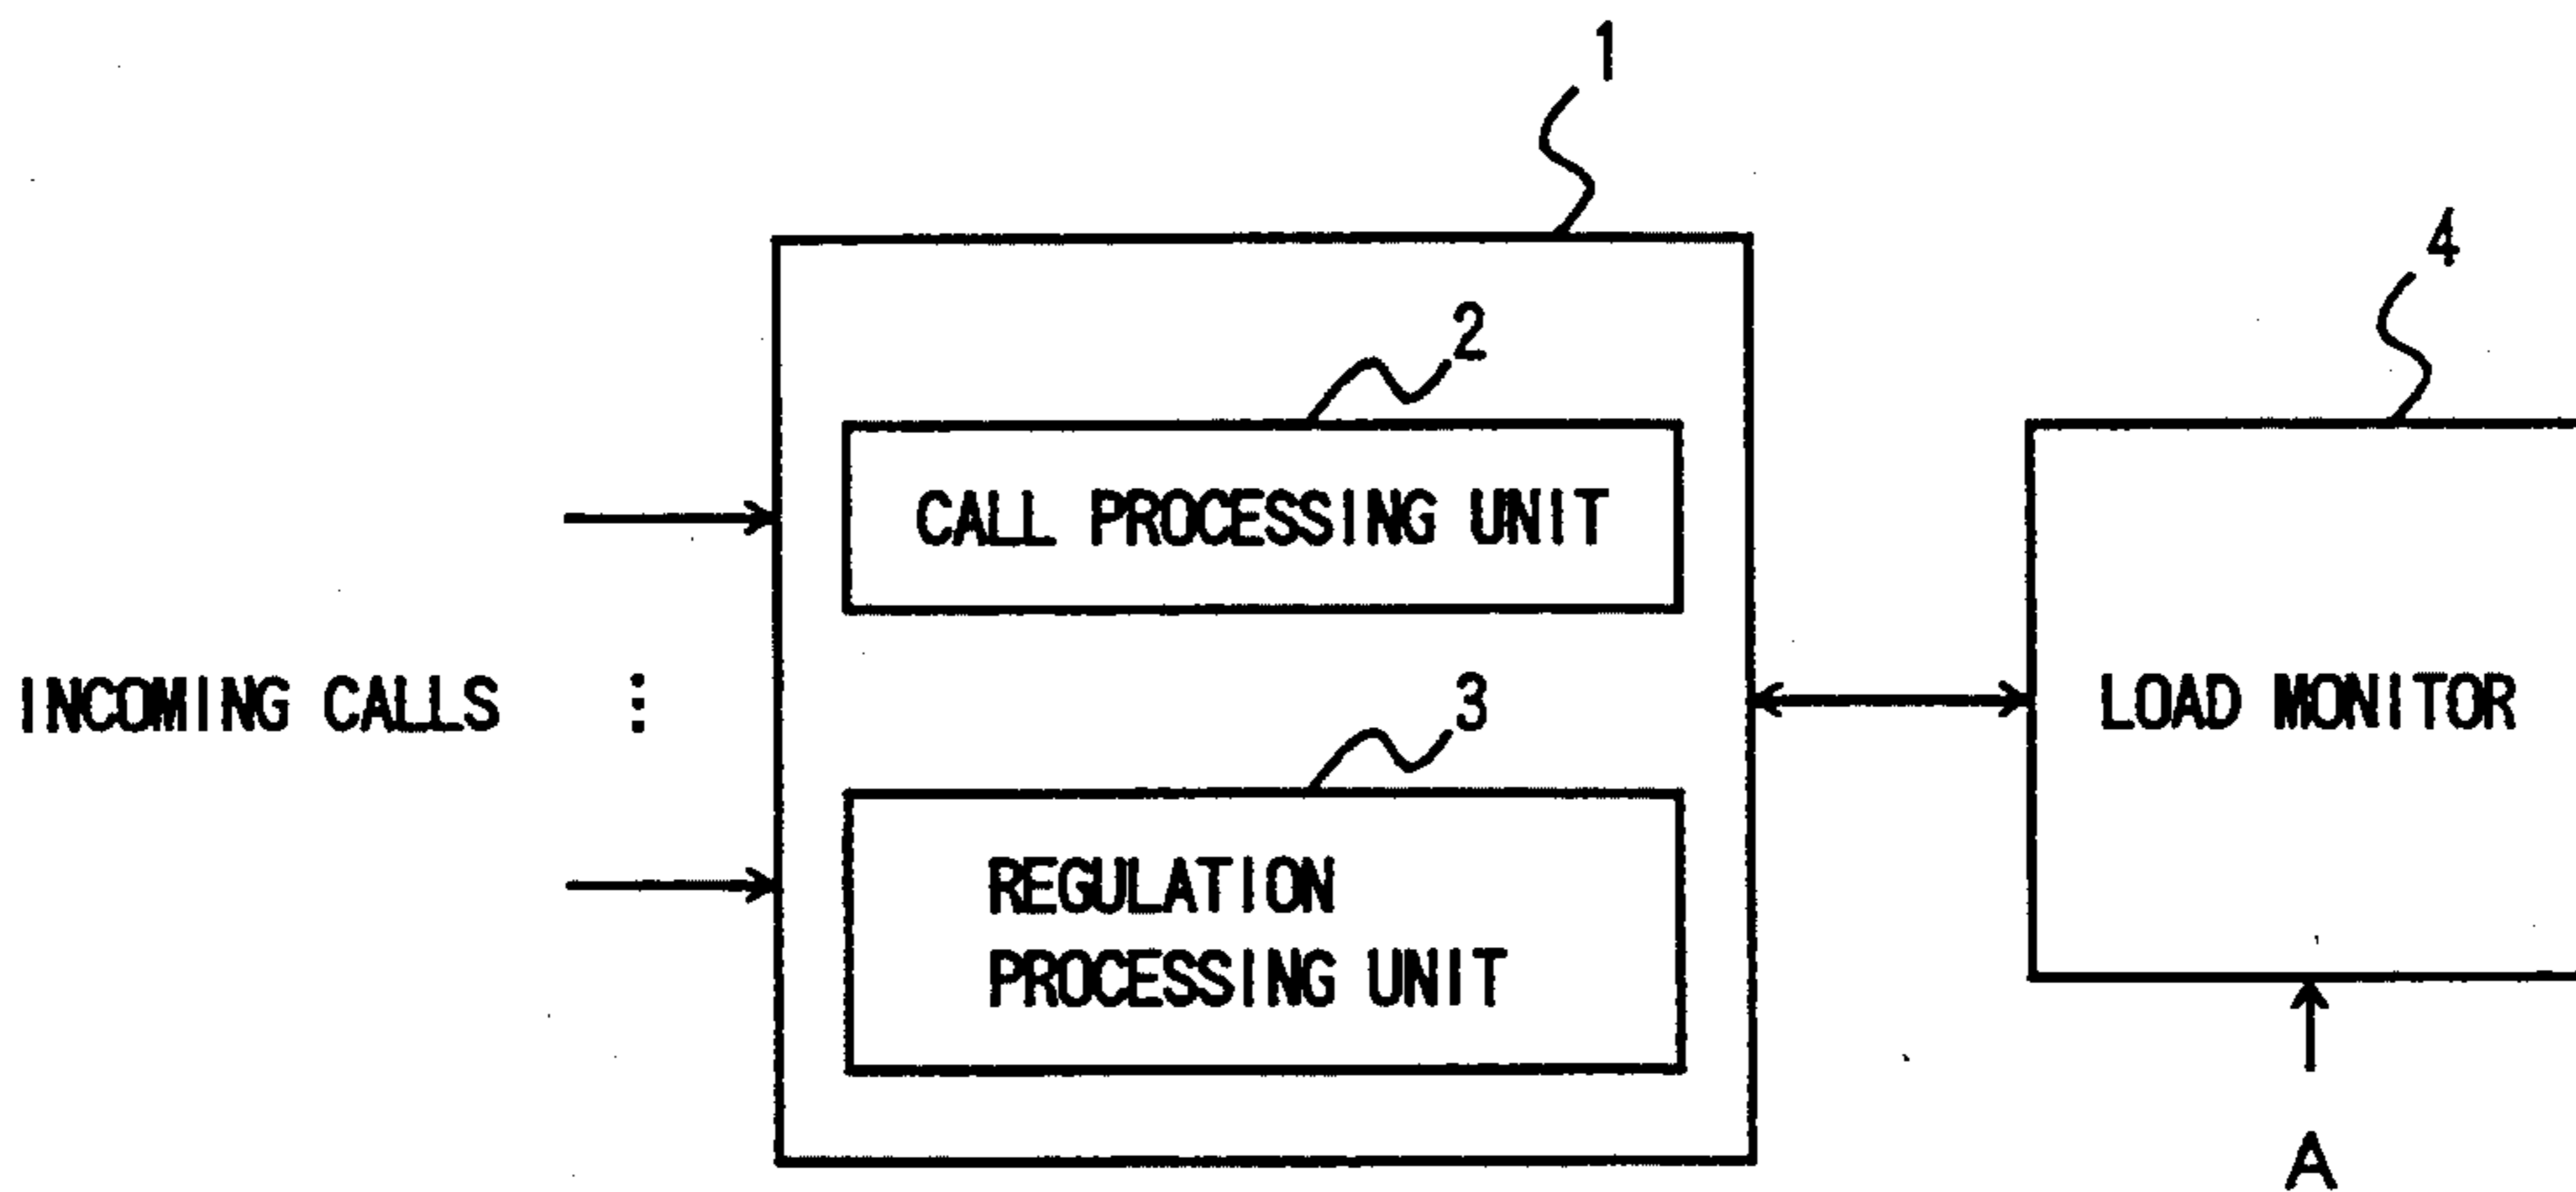 1
4
2
CALL PROCESSING UNIT
INCOMING CALLS :
LOAD MONITOR
3
REGULATION
PROCESSING UNIT
A